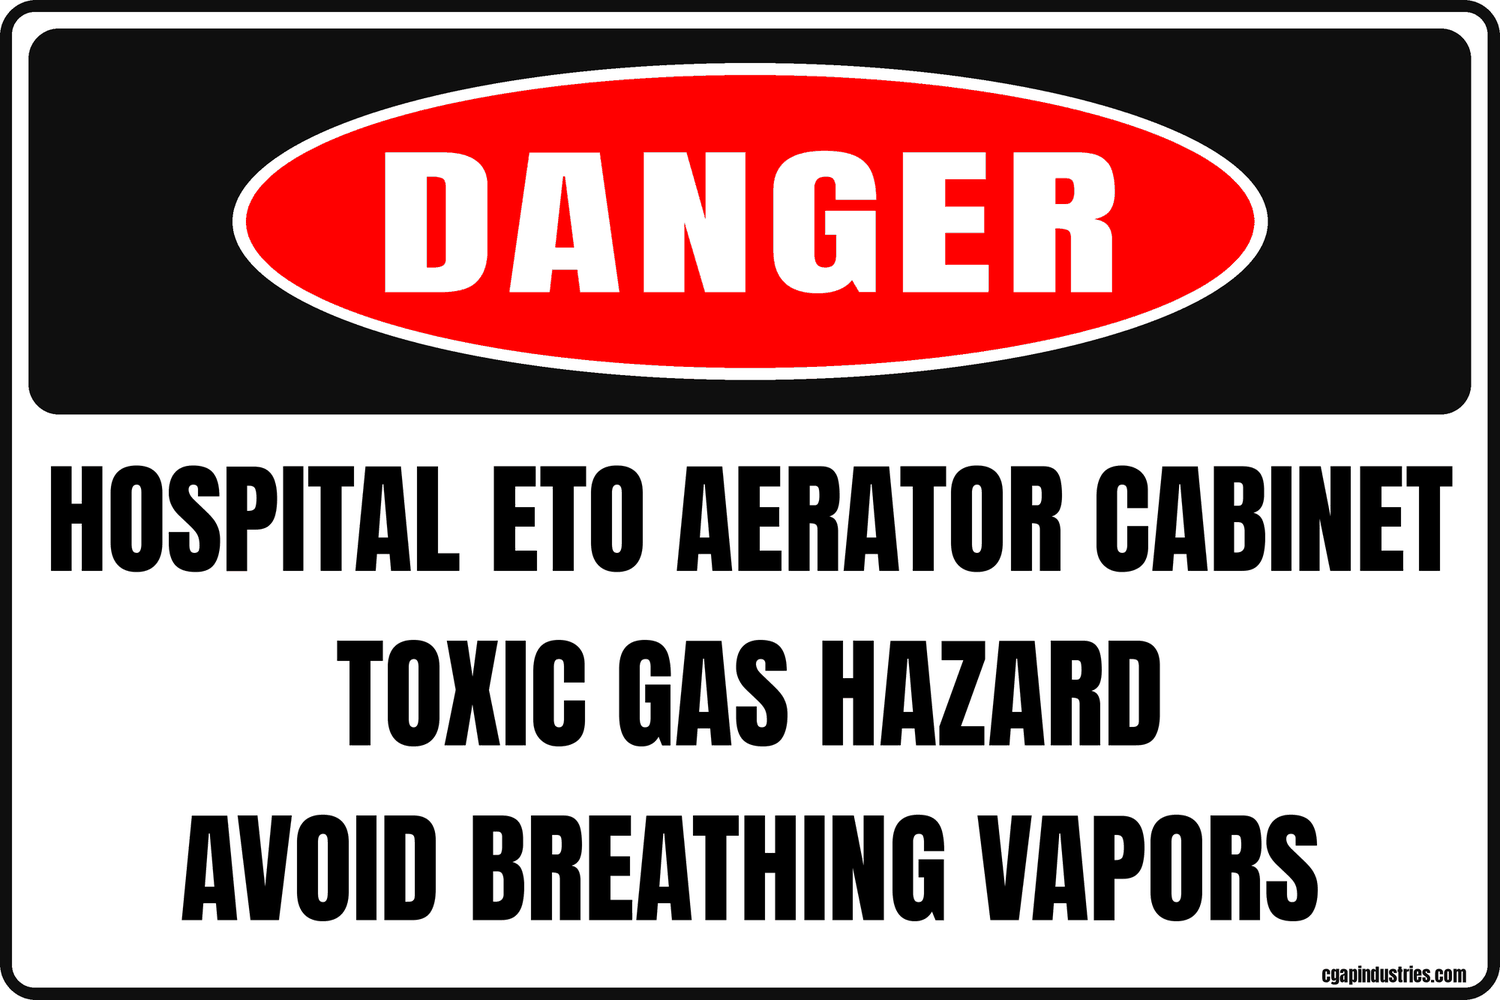 DANGER
HOSPITAL ETO AERATOR CABINET
TOXIC GAS HAZARD
AVOID BREATHING VAPORS
cgapindustries.com